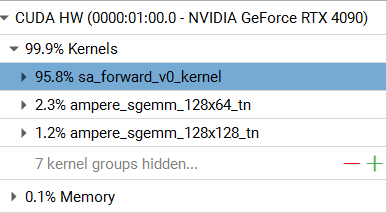 CUDA HW (0000:01:00.0 - NVIDIA GeForce RTX 4090)
99.9% Kernels
95.8% sa_forward_v0_kernel
2.3% ampere_sgemm_128x64_tn
1.2% ampere_sgemm_128x128_tn
7 kernel groups hidden...
0.1% Memory